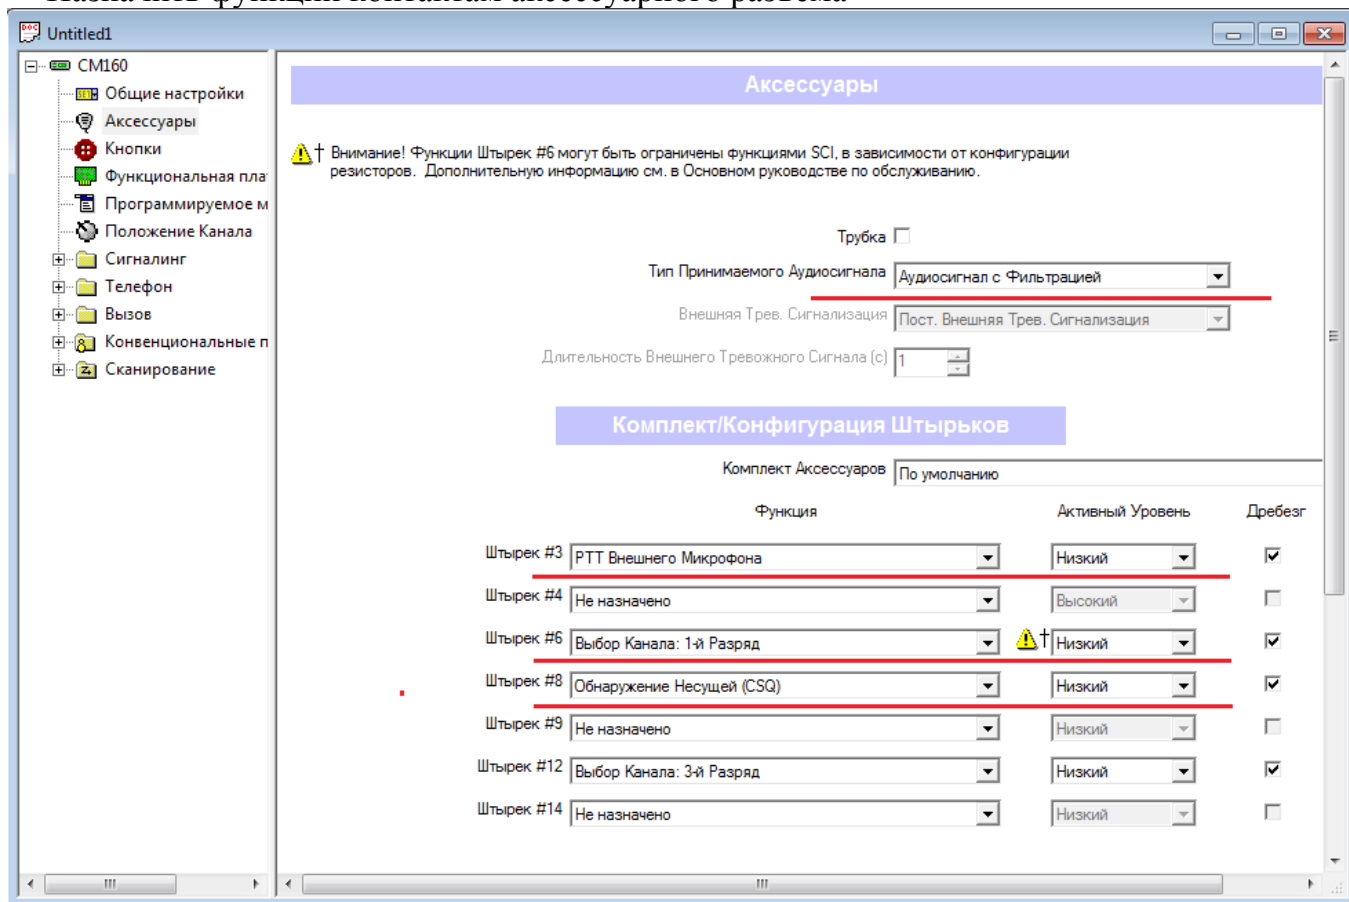 Назначить функции контактам аксессуарного разъема
Untitled1
CM160
Общие настройки
Аксессуары
Кнопки
Функциональная пла
Программируемое м
Положение Канала
Сигналинг
Телефон
Вызов
Конвенциональные п
Сканирование
Аксессуары
† Внимание! Функции Штырек #6 могут быть ограничены функциями SCI, в зависимости от конфигурации
резисторов. Дополнительную информацию см. в Основном руководстве по обслуживанию.
Трубка
Тип Принимаемого Аудиосигнала Аудиосигнал с Фильтрацией
Внешняя Трев. Сигнализация Пост. Внешняя Трев. Сигнализация
Длительность Внешнего Тревожного Сигнала (с) 1
Комплект/Конфигурация Штырьков
Комплект Аксессуаров По умолчанию
Функция Активный Уровень Дребезг
Штырек #3 PTT Внешнего Микрофона Низкий
Штырек #4 Не назначено Высокий
Штырек #6 Выбор Канала: 1-й Разряд † Низкий
Штырек #8 Обнаружение Несущей (CSQ) Низкий
Штырек #9 Не назначено Низкий
Штырек #12 Выбор Канала: 3-й Разряд Низкий
Штырек #14 Не назначено Низкий